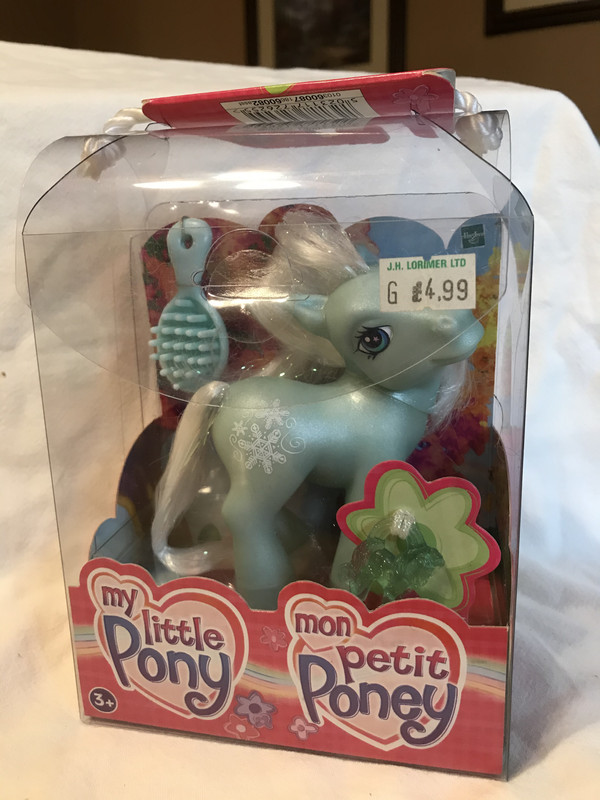 Hasbro
J.H. LORIMER LTD
G £4.99
my
little
Pony
mon
petit
Poney
3+